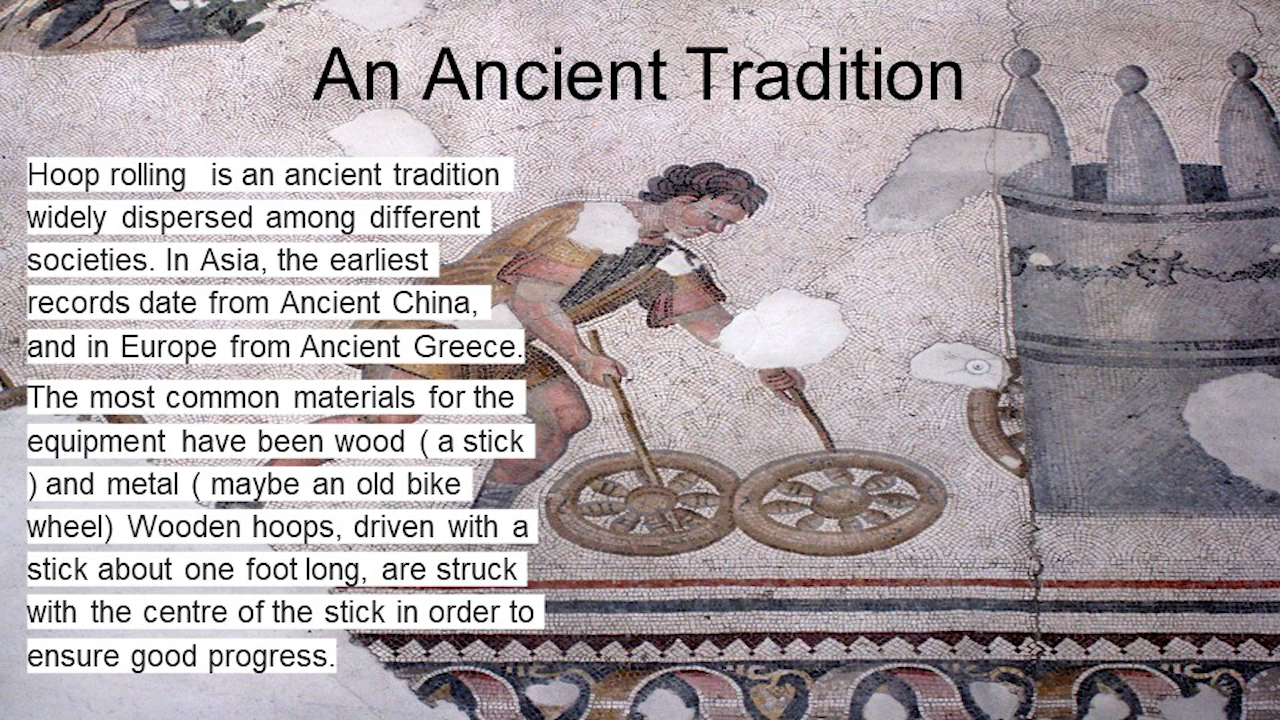 An Ancient Tradition
Hoop rolling is an ancient tradition
widely dispersed among different
societies. In Asia, the earliest
records date from Ancient China,
and in Europe from Ancient Greece.
The most common materials for the
equipment have been wood ( a stick
) and metal ( maybe an old bike
wheel) Wooden hoops, driven with a
stick about one foot long, are struck
with the centre of the stick in order to
ensure good progress.